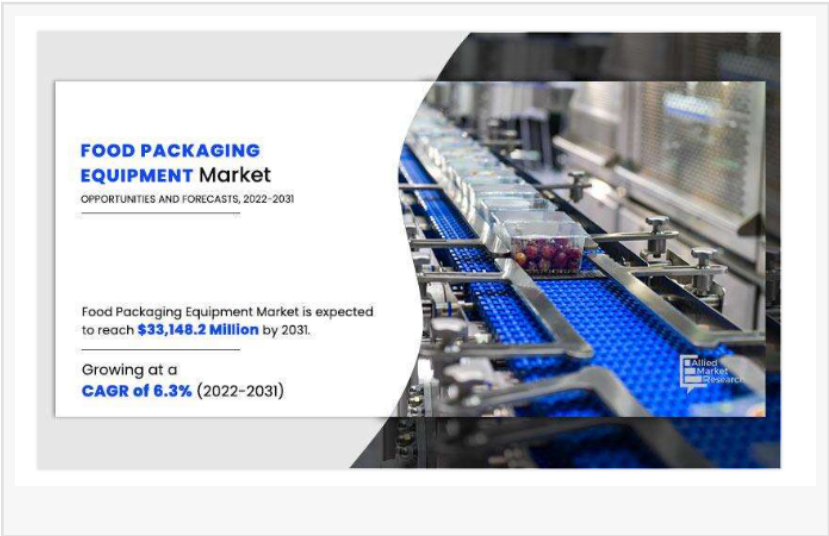 FOOD PACKAGING
EQUIPMENT Market
OPPORTUNITIES AND FORECASTS, 2022-2031
Food Packaging Equipment Market is expected
to reach $33,148.2 Million by 2031.
Growing at a
CAGR of 6.3% (2022-2031)
Allied
Market
Research